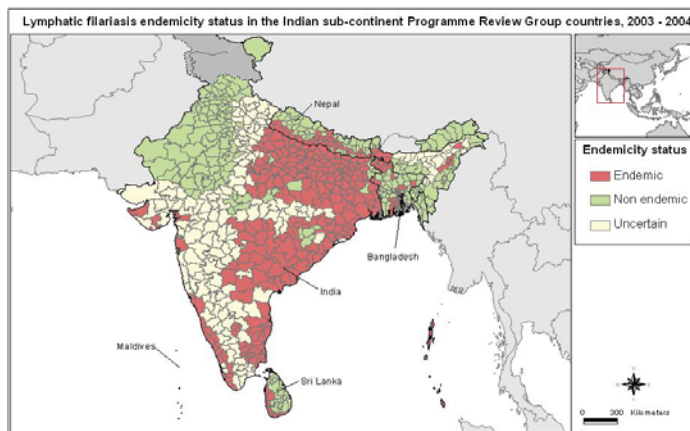 Lymphatic filariasis endemicity status in the Indian sub-continent Programme Review Group countries, 2003 - 2004
Nepal
Endemicity status
Endemic
Non endemic
Uncertain
Bangladesh
India
Maldives
Sri Lanka
0 300 Kilometers